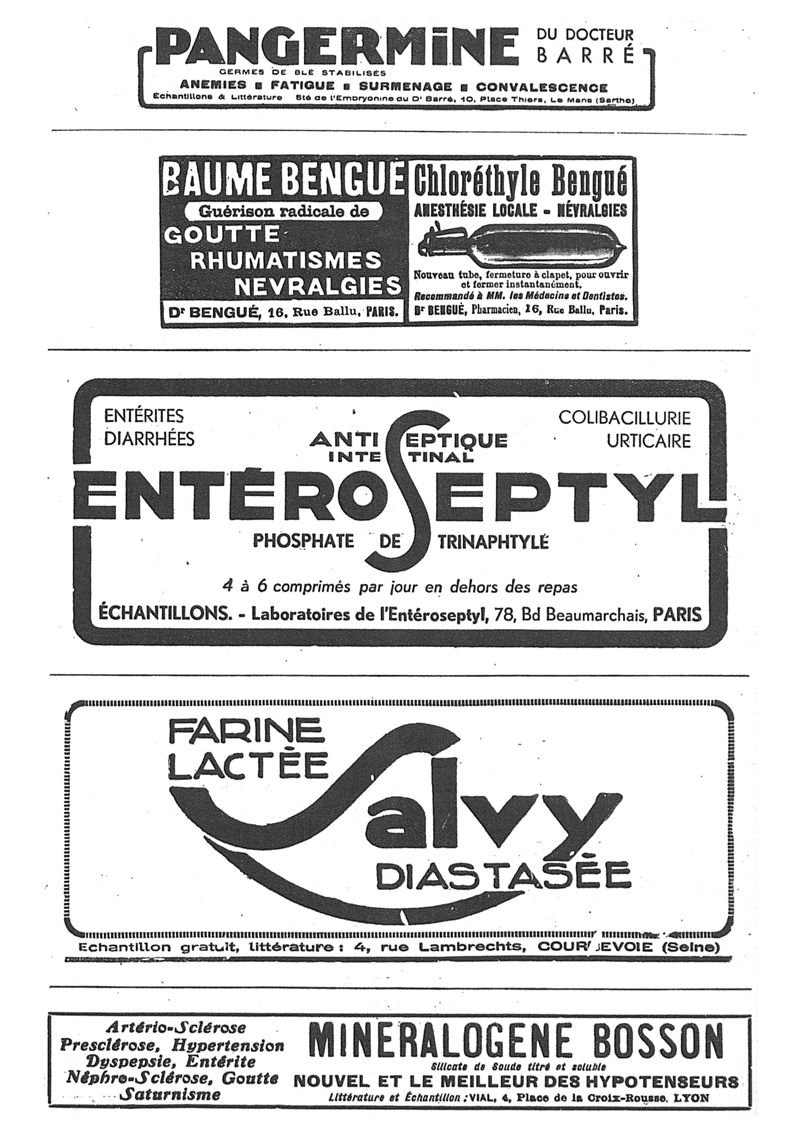 PANGERMiNE DU DOCTEUR BARRÉ
GERMES DE BLÉ STABILISÉS
ANEMIES ■ FATIGUE ■ SURMENAGE ■ CONVALESCENCE
Échantillons & Littérature Sté de l'Embryonine du Dr Barré, 10, Place Thiers, Le Mans (Sarthe)
BAUME BENGUÉ
Guérison radicale de
GOUTTE
RHUMATISMES
NEVRALGIES
Dr BENGUÉ, 16, Rue Ballu, PARIS.
Chloréthyle Bengué
ANESTHÉSIE LOCALE - NÉVRALGIES
Nouveau tube, fermeture à clapet, pour ouvrir
et fermer instantanément.
Recommandé à MM. les Médecins et Dentistes.
Dr BENGUÉ, Pharmacien, 16, Rue Ballu, Paris.
ENTÉRITES
DIARRHÉES
COLIBACILLURIE
URTICAIRE
ANTISEPTIQUE
INTESTINAL
ENTÉROSEPTYL
PHOSPHATE DE TRINAPHTYLE
4 à 6 comprimés par jour en dehors des repas
ÉCHANTILLONS. - Laboratoires de l'Entéroseptyl, 78, Bd Beaumarchais, PARIS
FARINE
LACTÉE
Salvy
DIASTASÉE
Echantillon gratuit, littérature : 4, rue Lambrechts, COURBEVOIE (Seine)
Artério-Sclérose
Presclérose, Hypertension
Dyspepsie, Entérite
Néphro-Sclérose, Goutte
Saturnisme
MINERALOGENE BOSSON
Silicate de Soude titré et soluble
NOUVEL ET LE MEILLEUR DES HYPOTENSEURS
Littérature et Échantillon : VIAL, 4, Place de la Croix-Rousse, LYON